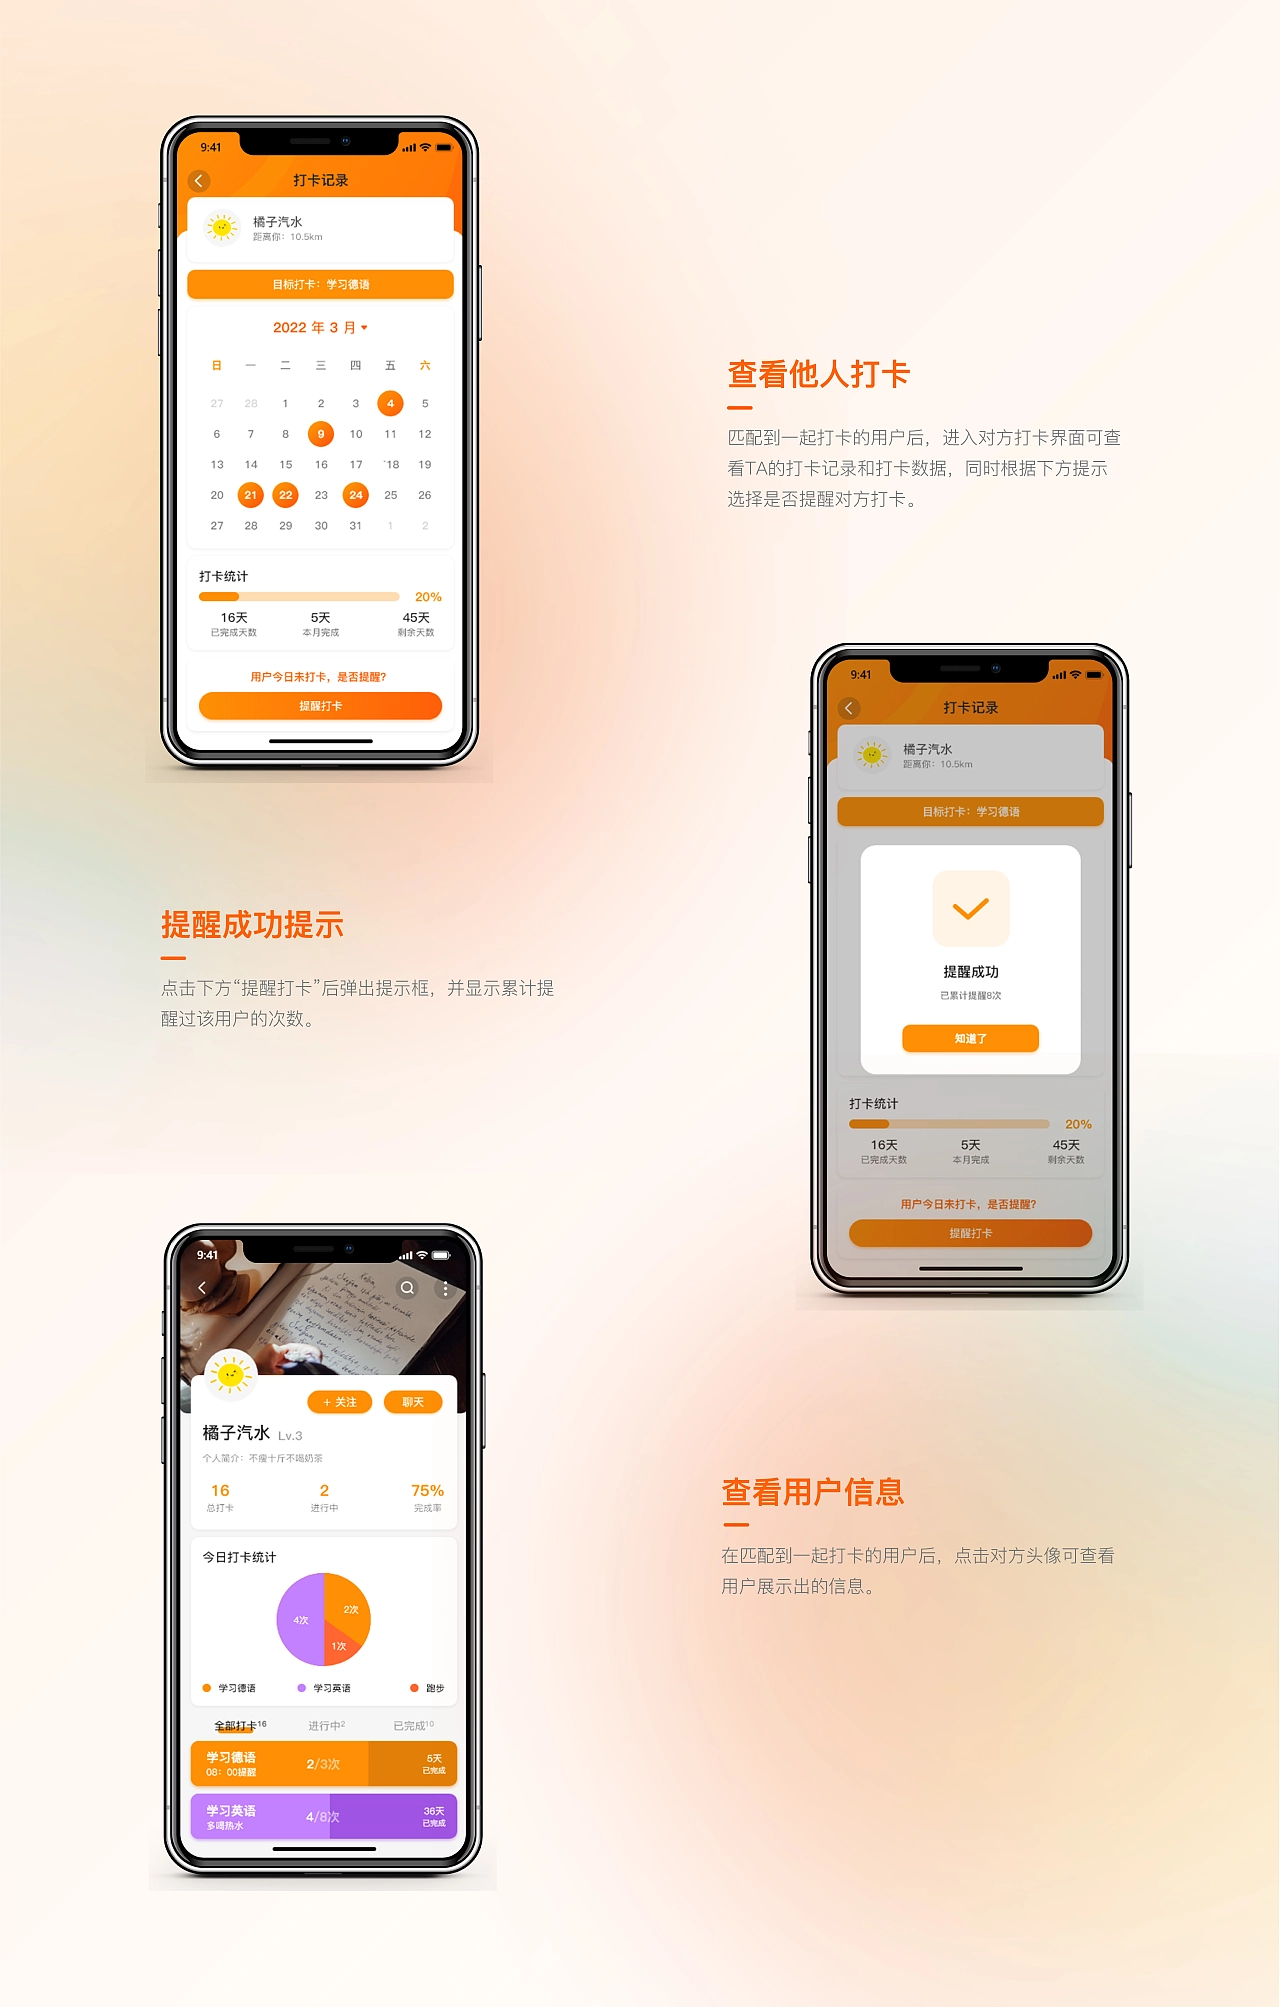 9:41
打卡记录
橘子汽水
距离你：10.5km
目标打卡：学习德语
2022 年 3 月
日 一 二 三 四 五 六
27 28 1 2 3 4 5
6 7 8 9 10 11 12
13 14 15 16 17 `18 19
20 21 22 23 24 25 26
27 28 29 30 31 1 2
打卡统计
20%
16天 5天 45天
已完成天数 本月完成 剩余天数
用户今日未打卡，是否提醒？
提醒打卡
查看他人打卡
匹配到一起打卡的用户后，进入对方打卡界面可查
看TA的打卡记录和打卡数据，同时根据下方提示
选择是否提醒对方打卡。
9:41
打卡记录
橘子汽水
距离你：10.5km
目标打卡：学习德语
提醒成功
已累计提醒8次
知道了
打卡统计
20%
16天 5天 45天
已完成天数 本月完成 剩余天数
用户今日未打卡，是否提醒？
提醒打卡
提醒成功提示
点击下方“提醒打卡”后弹出提示框，并显示累计提
醒过该用户的次数。
9:41
+ 关注 聊天
橘子汽水 Lv.3
个人简介：不瘦十斤不喝奶茶
16 2 75%
总打卡 进行中 完成率
今日打卡统计
4次 2次
1次
学习德语 学习英语 跑步
全部打卡16 进行中2 已完成10
学习德语 2/3次 5天
08：00提醒 已完成
学习英语 4/8次 36天
多喝热水 已完成
查看用户信息
在匹配到一起打卡的用户后，点击对方头像可查看
用户展示出的信息。